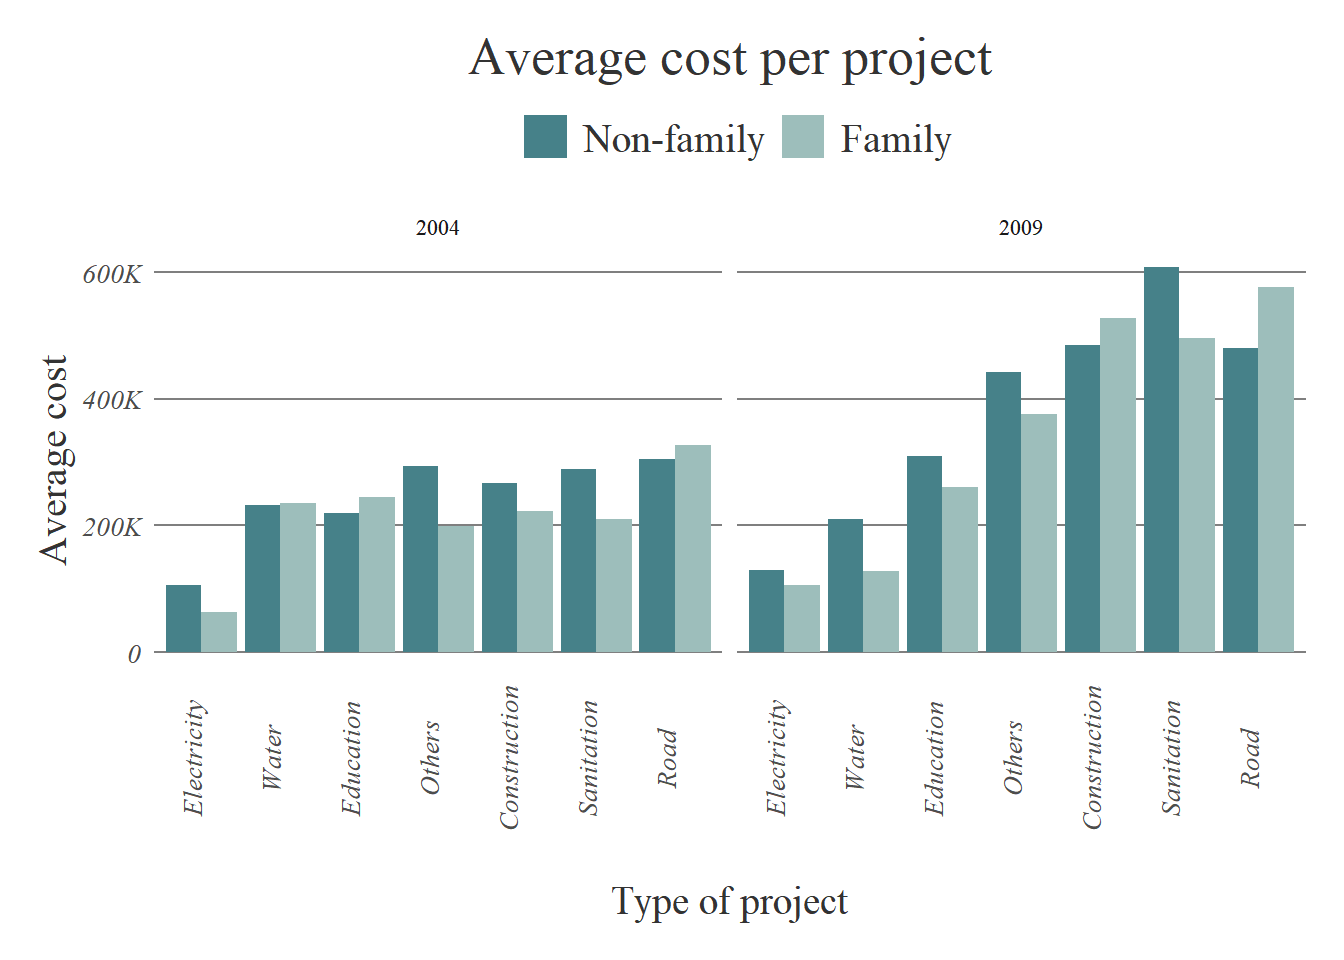 Average cost per project
Non-family Family
2004 2009
600K
400K
200K
0
Average cost
Electricity Water Education Others Construction Sanitation Road Electricity Water Education Others Construction Sanitation Road
Type of project